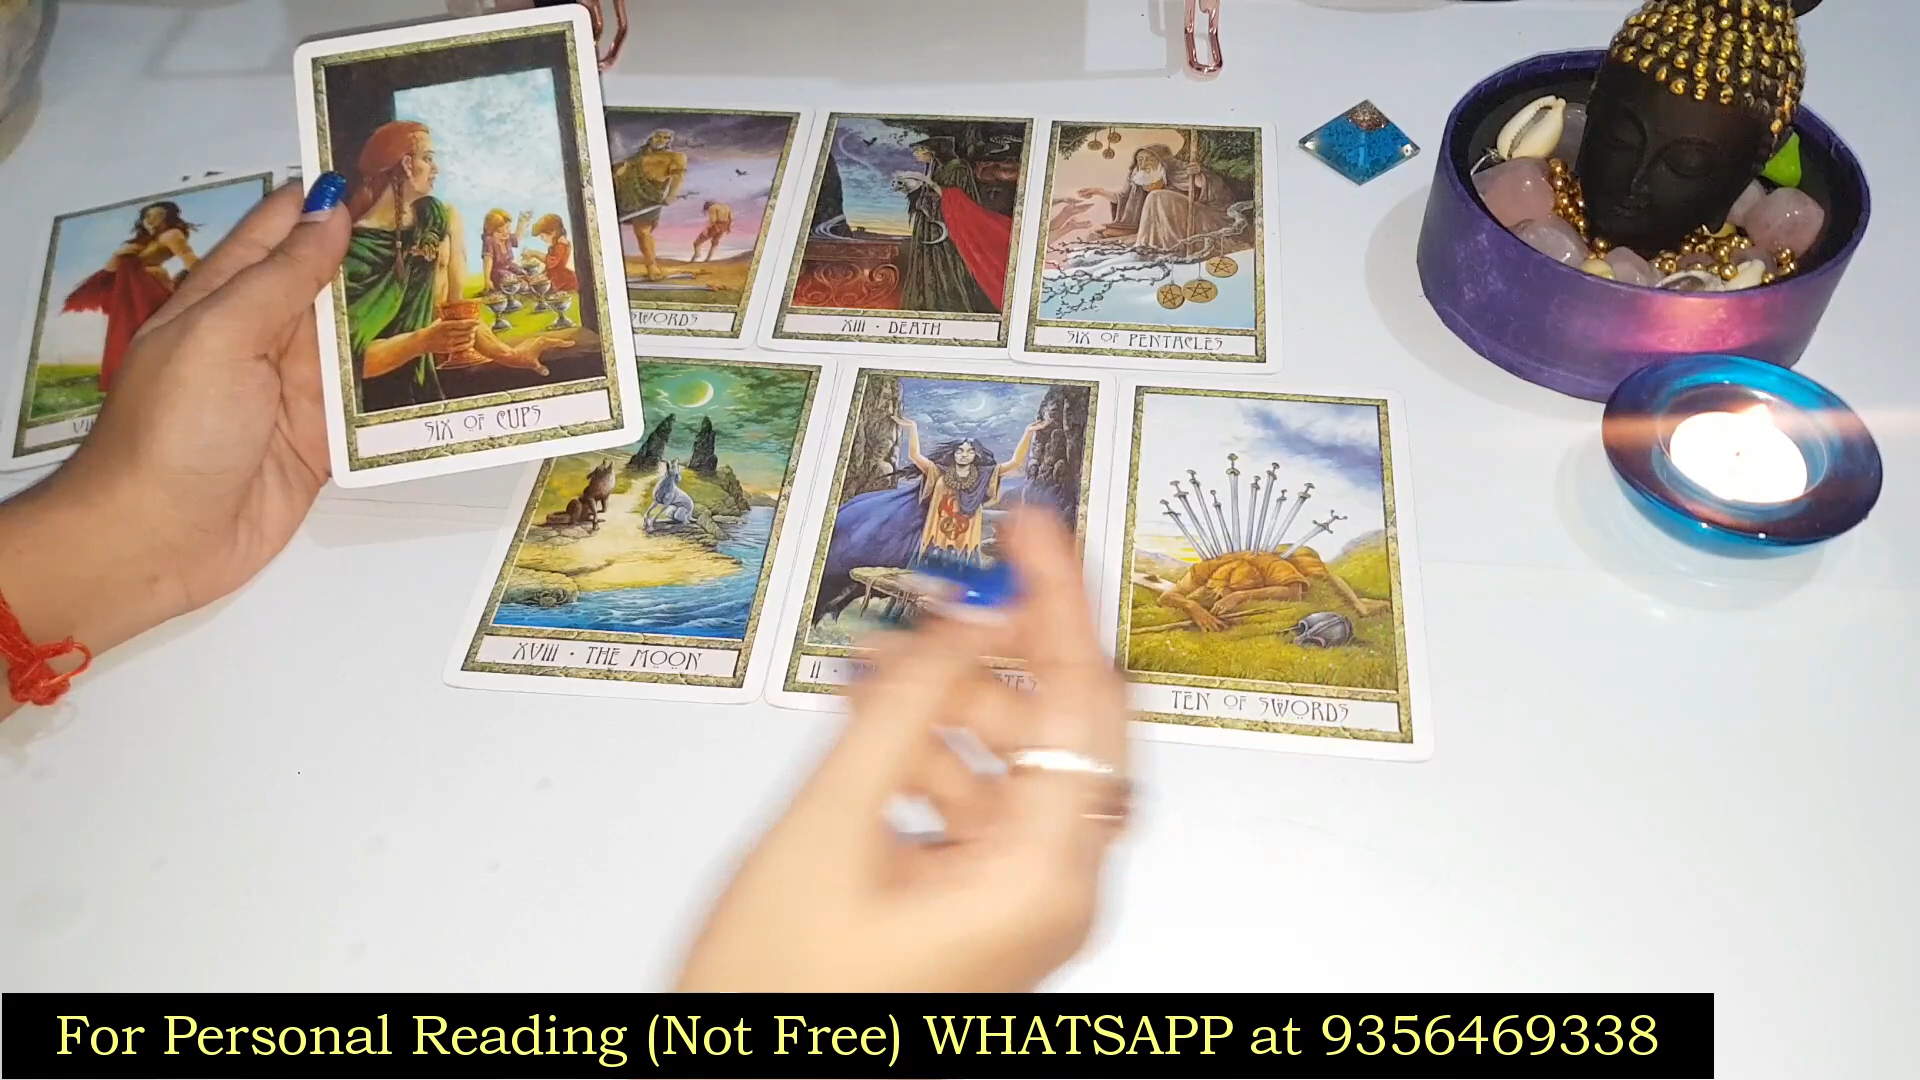 SIX OF CUPS
SWORDS
XIII · DEATH
SIX OF PENTACLES
XVIII · THE MOON
II ·
TEN OF SWORDS
For Personal Reading (Not Free) WHATSAPP at 9356469338